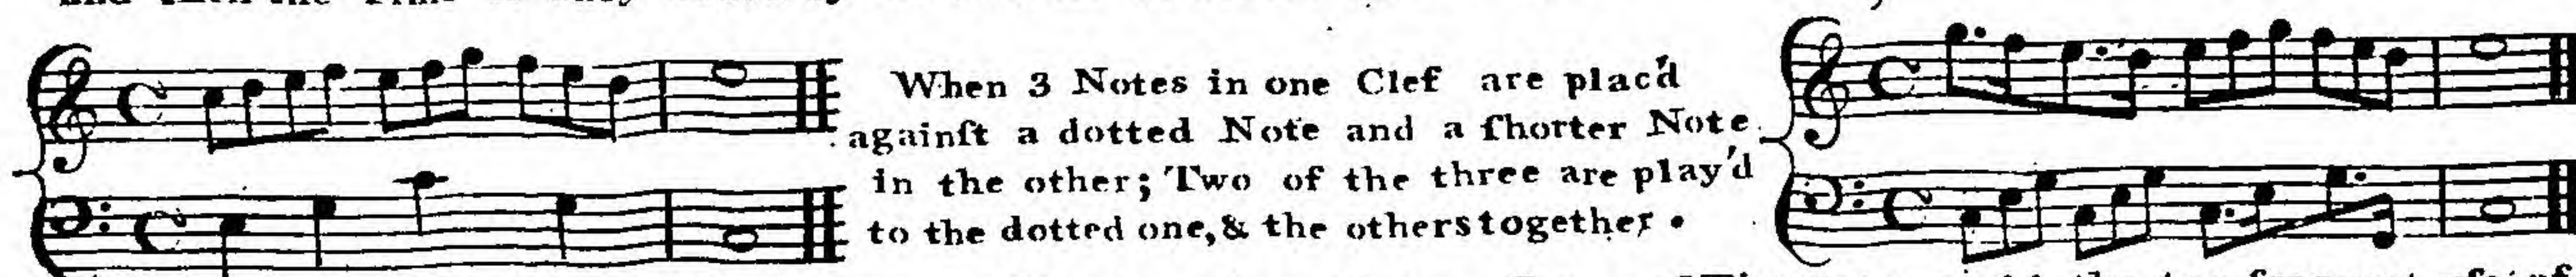 When 3 Notes in one Clef are plac'd
againſt a dotted Note and a ſhorter Note
in the other; Two of the three are play'd
to the dotted one, & the others together.